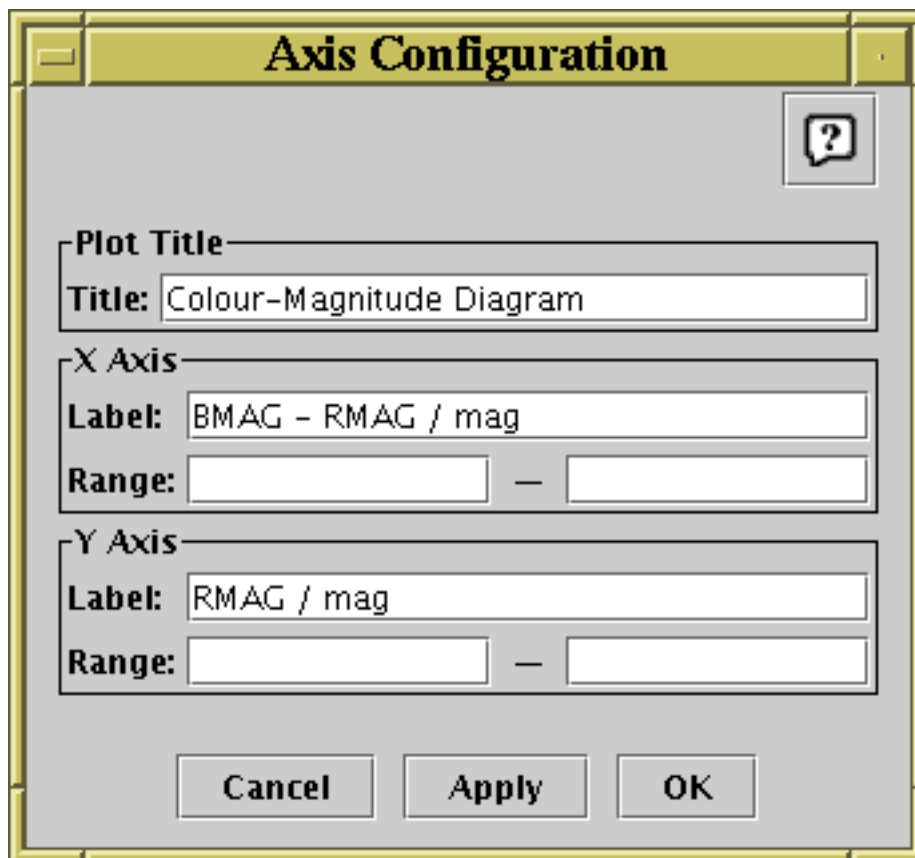 Axis Configuration
?
Plot Title
Title: Colour-Magnitude Diagram
X Axis
Label: BMAG - RMAG / mag
Range: —
Y Axis
Label: RMAG / mag
Range: —
Cancel Apply OK